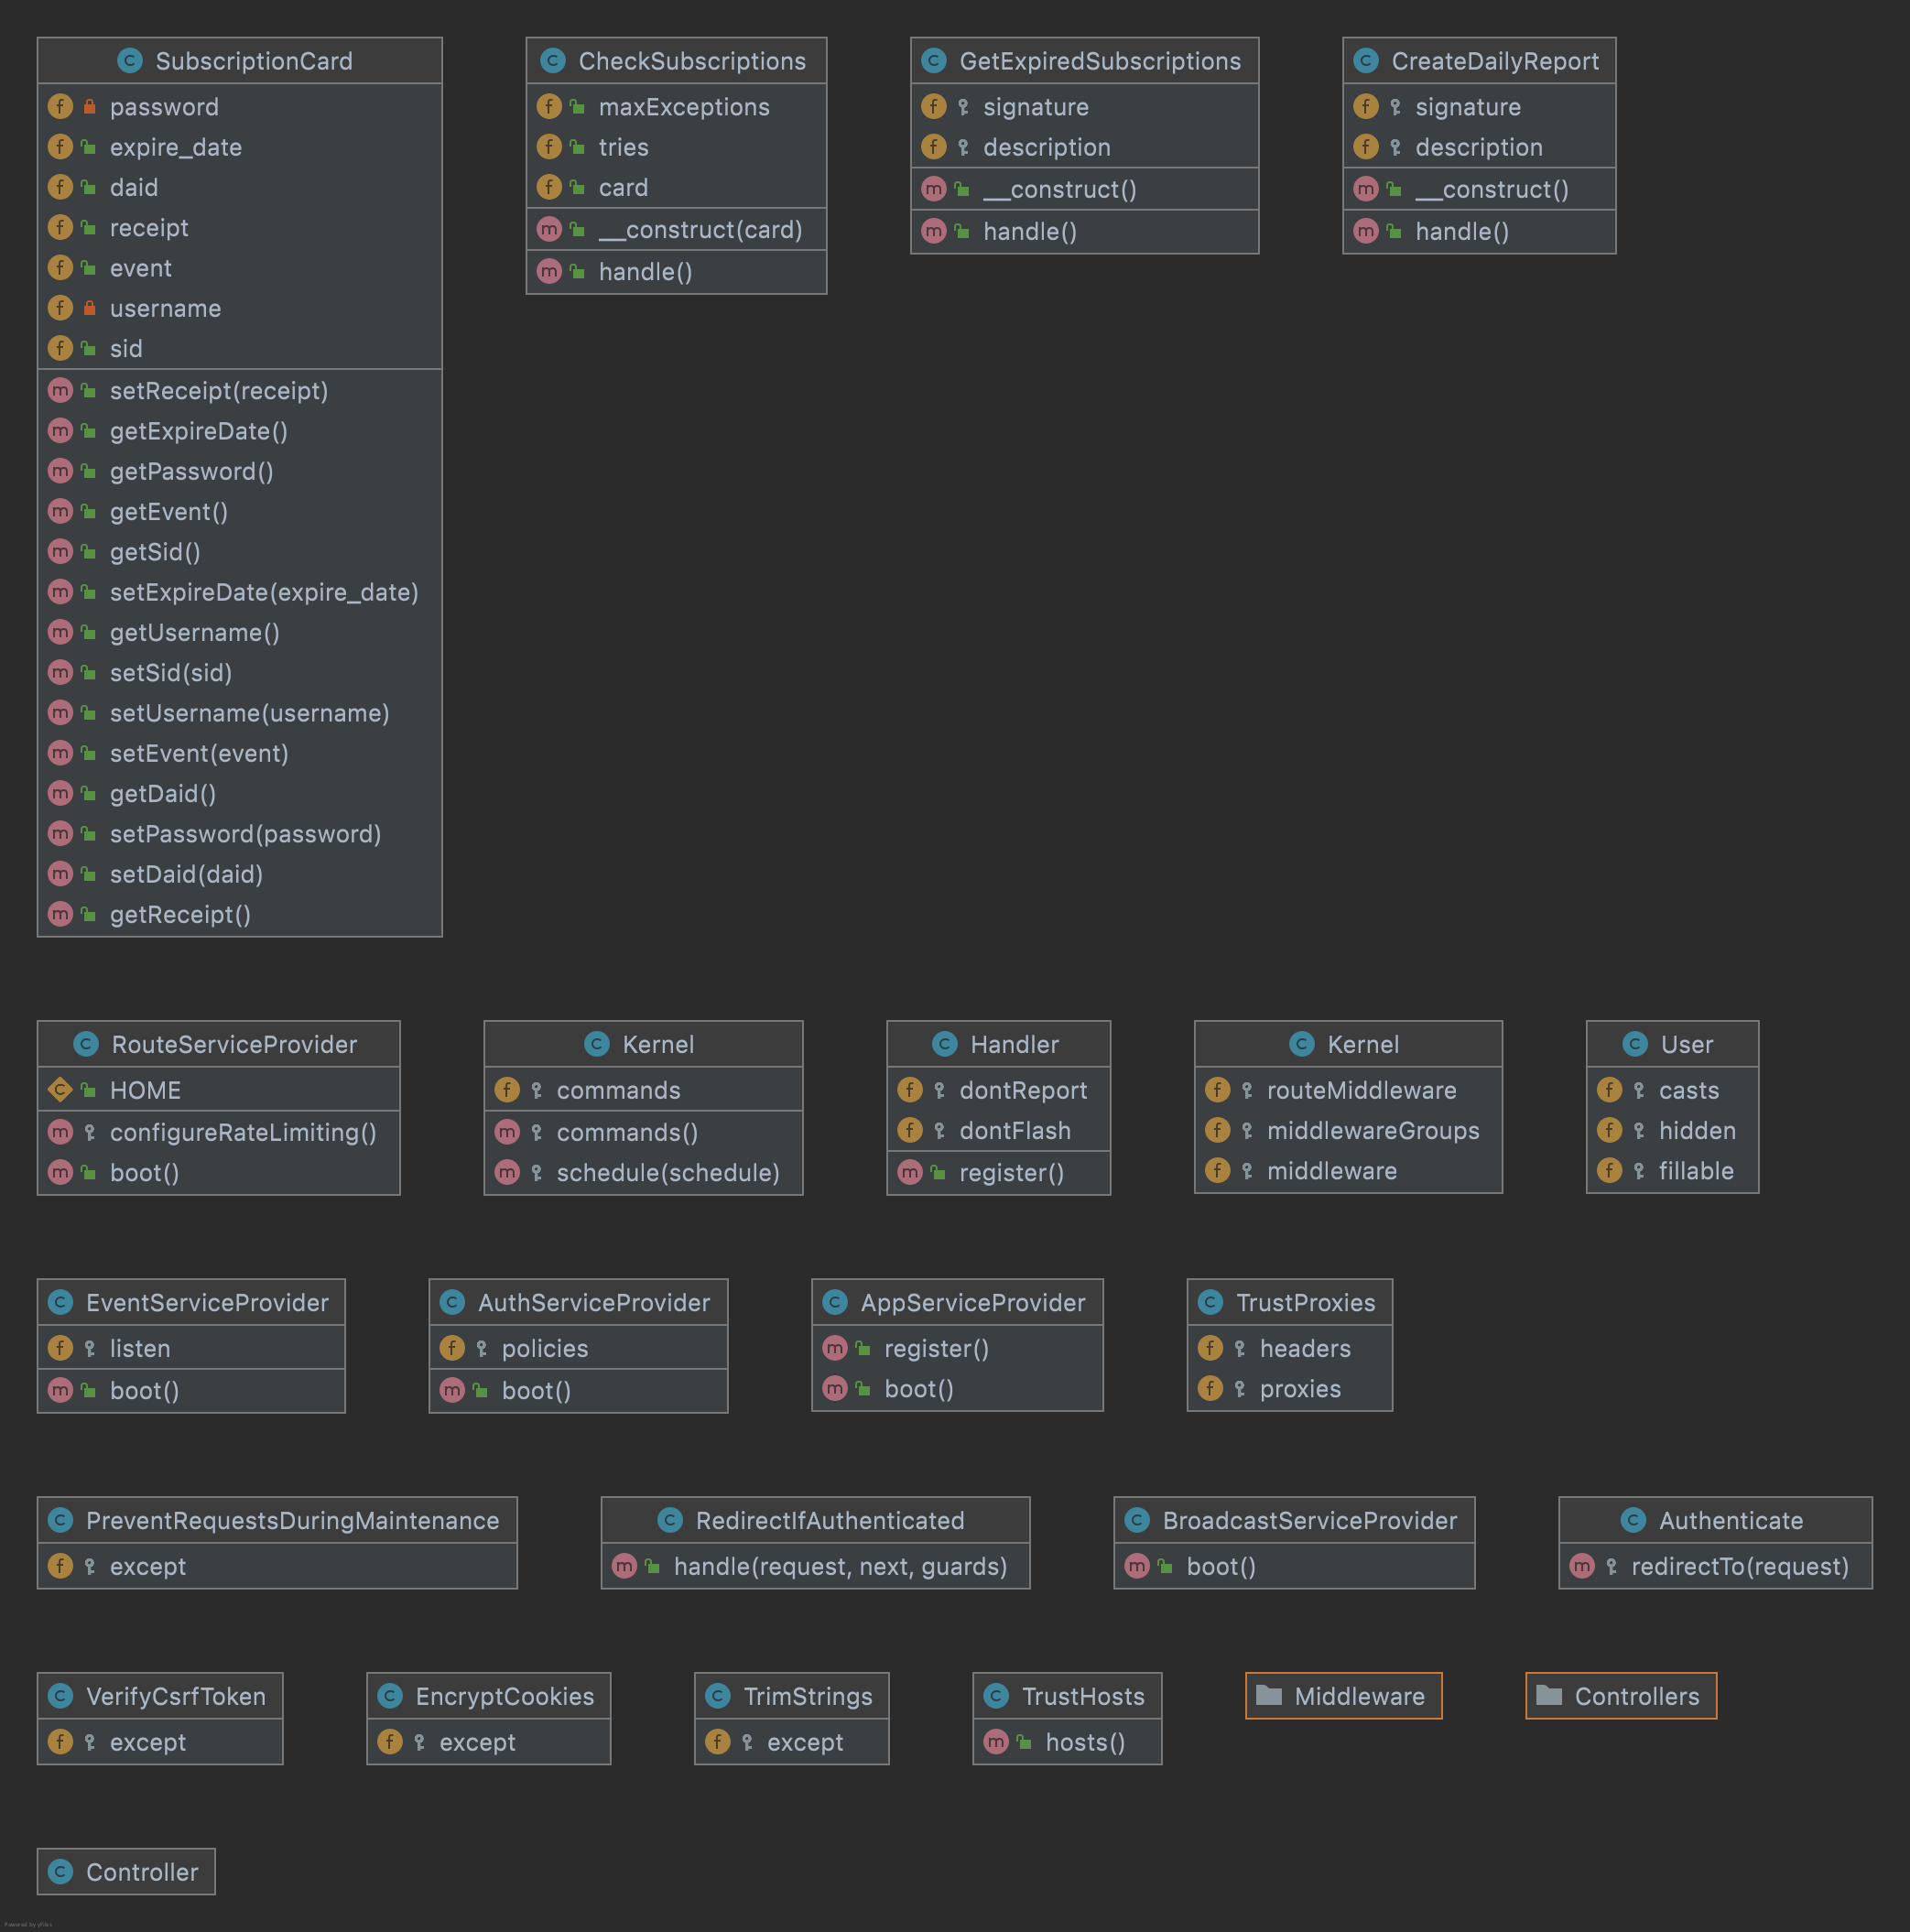 SubscriptionCard
password
expire_date
daid
receipt
event
username
sid
setReceipt(receipt)
getExpireDate()
getPassword()
getEvent()
getSid()
setExpireDate(expire_date)
getUsername()
setSid(sid)
setUsername(username)
setEvent(event)
getDaid()
setPassword(password)
setDaid(daid)
getReceipt()
CheckSubscriptions
maxExceptions
tries
card
__construct(card)
handle()
GetExpiredSubscriptions
signature
description
__construct()
handle()
CreateDailyReport
signature
description
__construct()
handle()
RouteServiceProvider
HOME
configureRateLimiting()
boot()
Kernel
commands
commands()
schedule(schedule)
Handler
dontReport
dontFlash
register()
Kernel
routeMiddleware
middlewareGroups
middleware
User
casts
hidden
fillable
EventServiceProvider
listen
boot()
AuthServiceProvider
policies
boot()
AppServiceProvider
register()
boot()
TrustProxies
headers
proxies
PreventRequestsDuringMaintenance
except
RedirectIfAuthenticated
handle(request, next, guards)
BroadcastServiceProvider
boot()
Authenticate
redirectTo(request)
VerifyCsrfToken
except
EncryptCookies
except
TrimStrings
except
TrustHosts
hosts()
Middleware
Controllers
Controller
Powered by yFiles